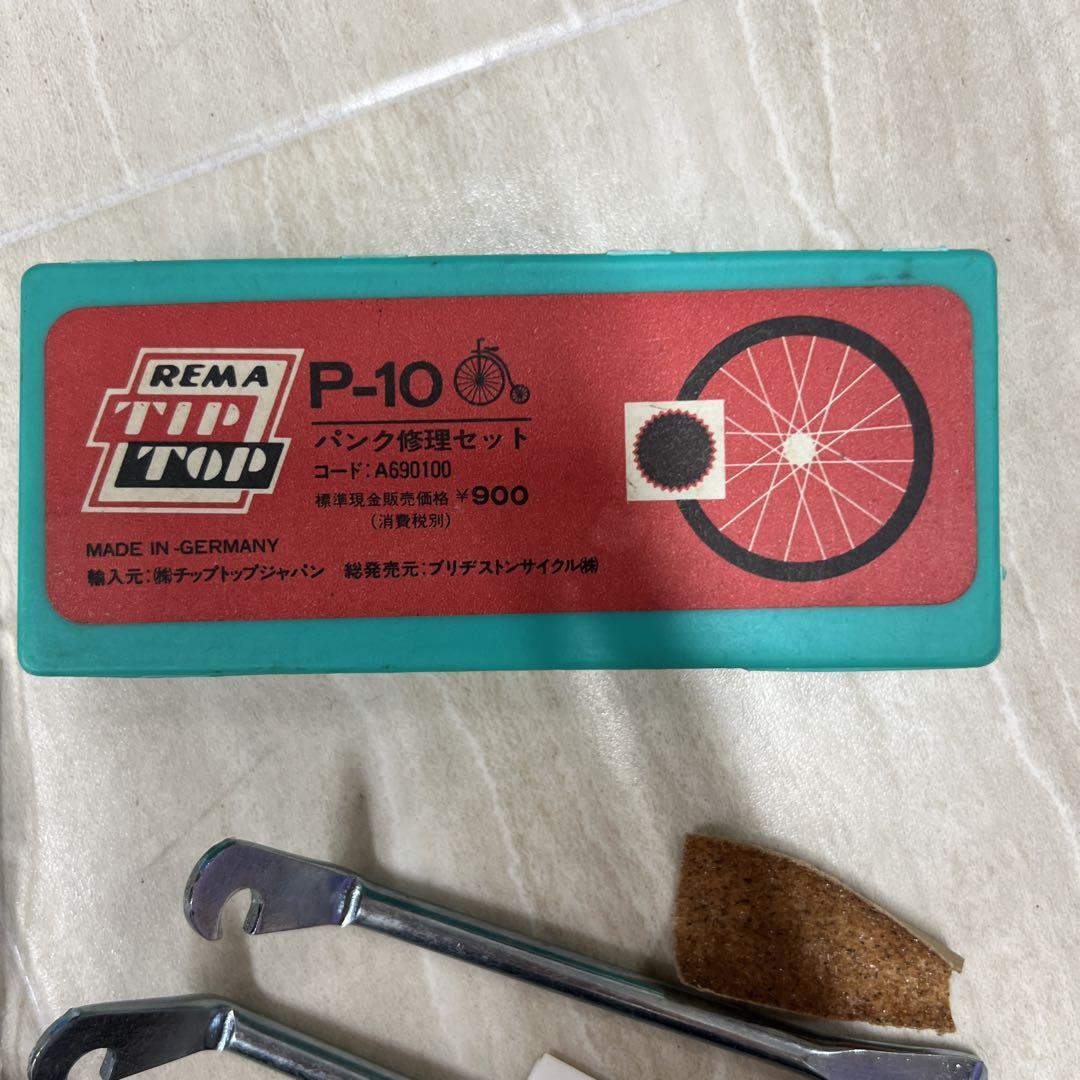 REMA
TIP
TOP
P-10
パンク修理セット
コード:A690100
標準現金販売価格 ¥900
(消費税別)
MADE IN-GERMANY
輸入元:㈱チップトップジャパン 総発売元:ブリヂストンサイクル㈱